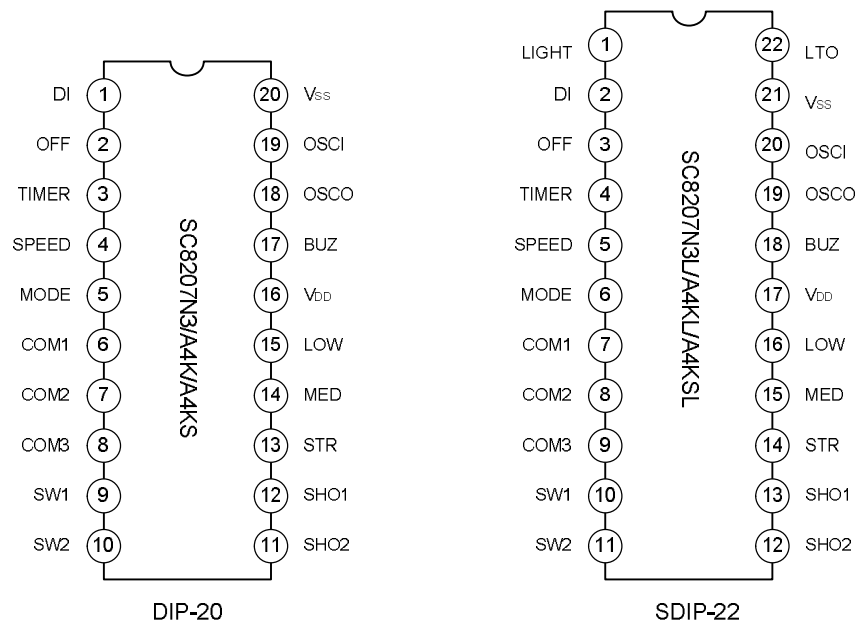 LIGHT 1 22 LTO
DI 1 20 VSS
DI 2 21 VSS
OFF 2 19 OSCI
OFF 3 20 OSCI
TIMER 3 18 OSCO
TIMER 4 19 OSCO
SPEED 4 17 BUZ
SPEED 5 18 BUZ
MODE 5 16 VDD
MODE 6 17 VDD
COM1 6 15 LOW
COM1 7 16 LOW
COM2 7 14 MED
COM2 8 15 MED
COM3 8 13 STR
COM3 9 14 STR
SW1 9 12 SHO1
SW1 10 13 SHO1
SW2 10 11 SHO2
SW2 11 12 SHO2
SC8207N3/A4K/A4KS
SC8207N3L/A4KL/A4KSL
DIP-20
SDIP-22